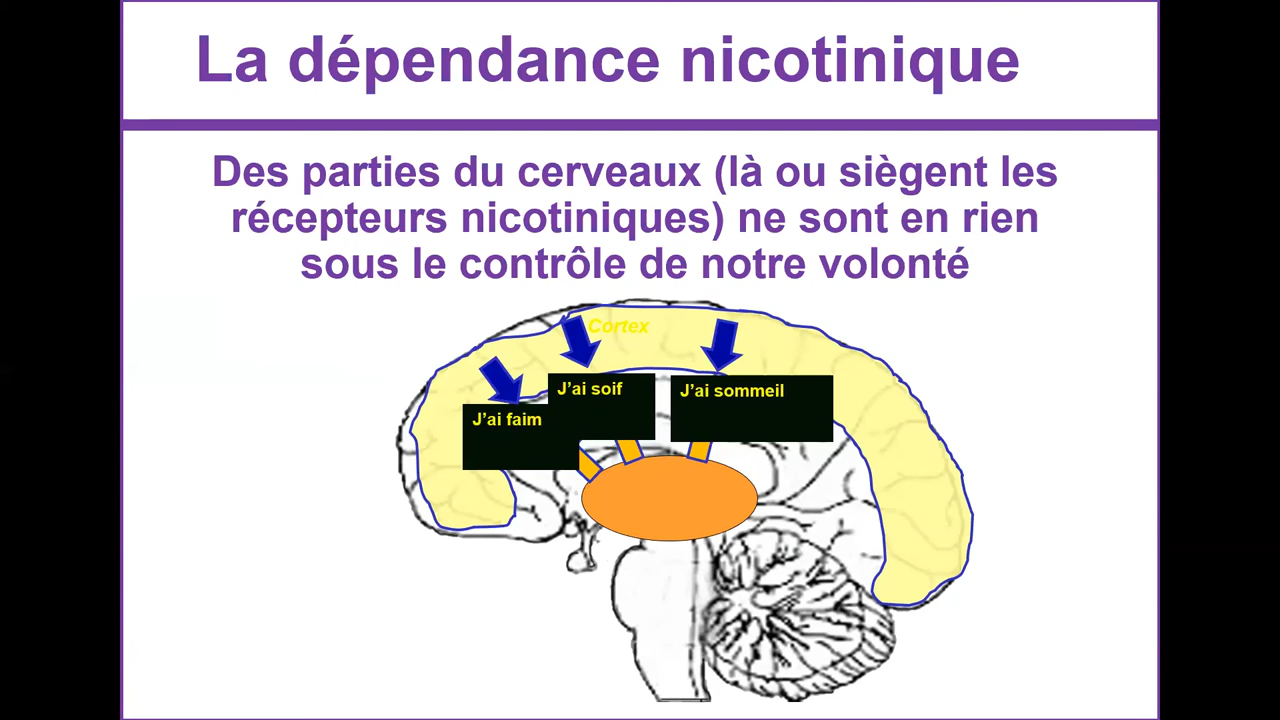 La dépendance nicotinique
Des parties du cerveaux (là ou siègent les
récepteurs nicotiniques) ne sont en rien
sous le contrôle de notre volonté
Cortex
J'ai soif
J'ai sommeil
J'ai faim